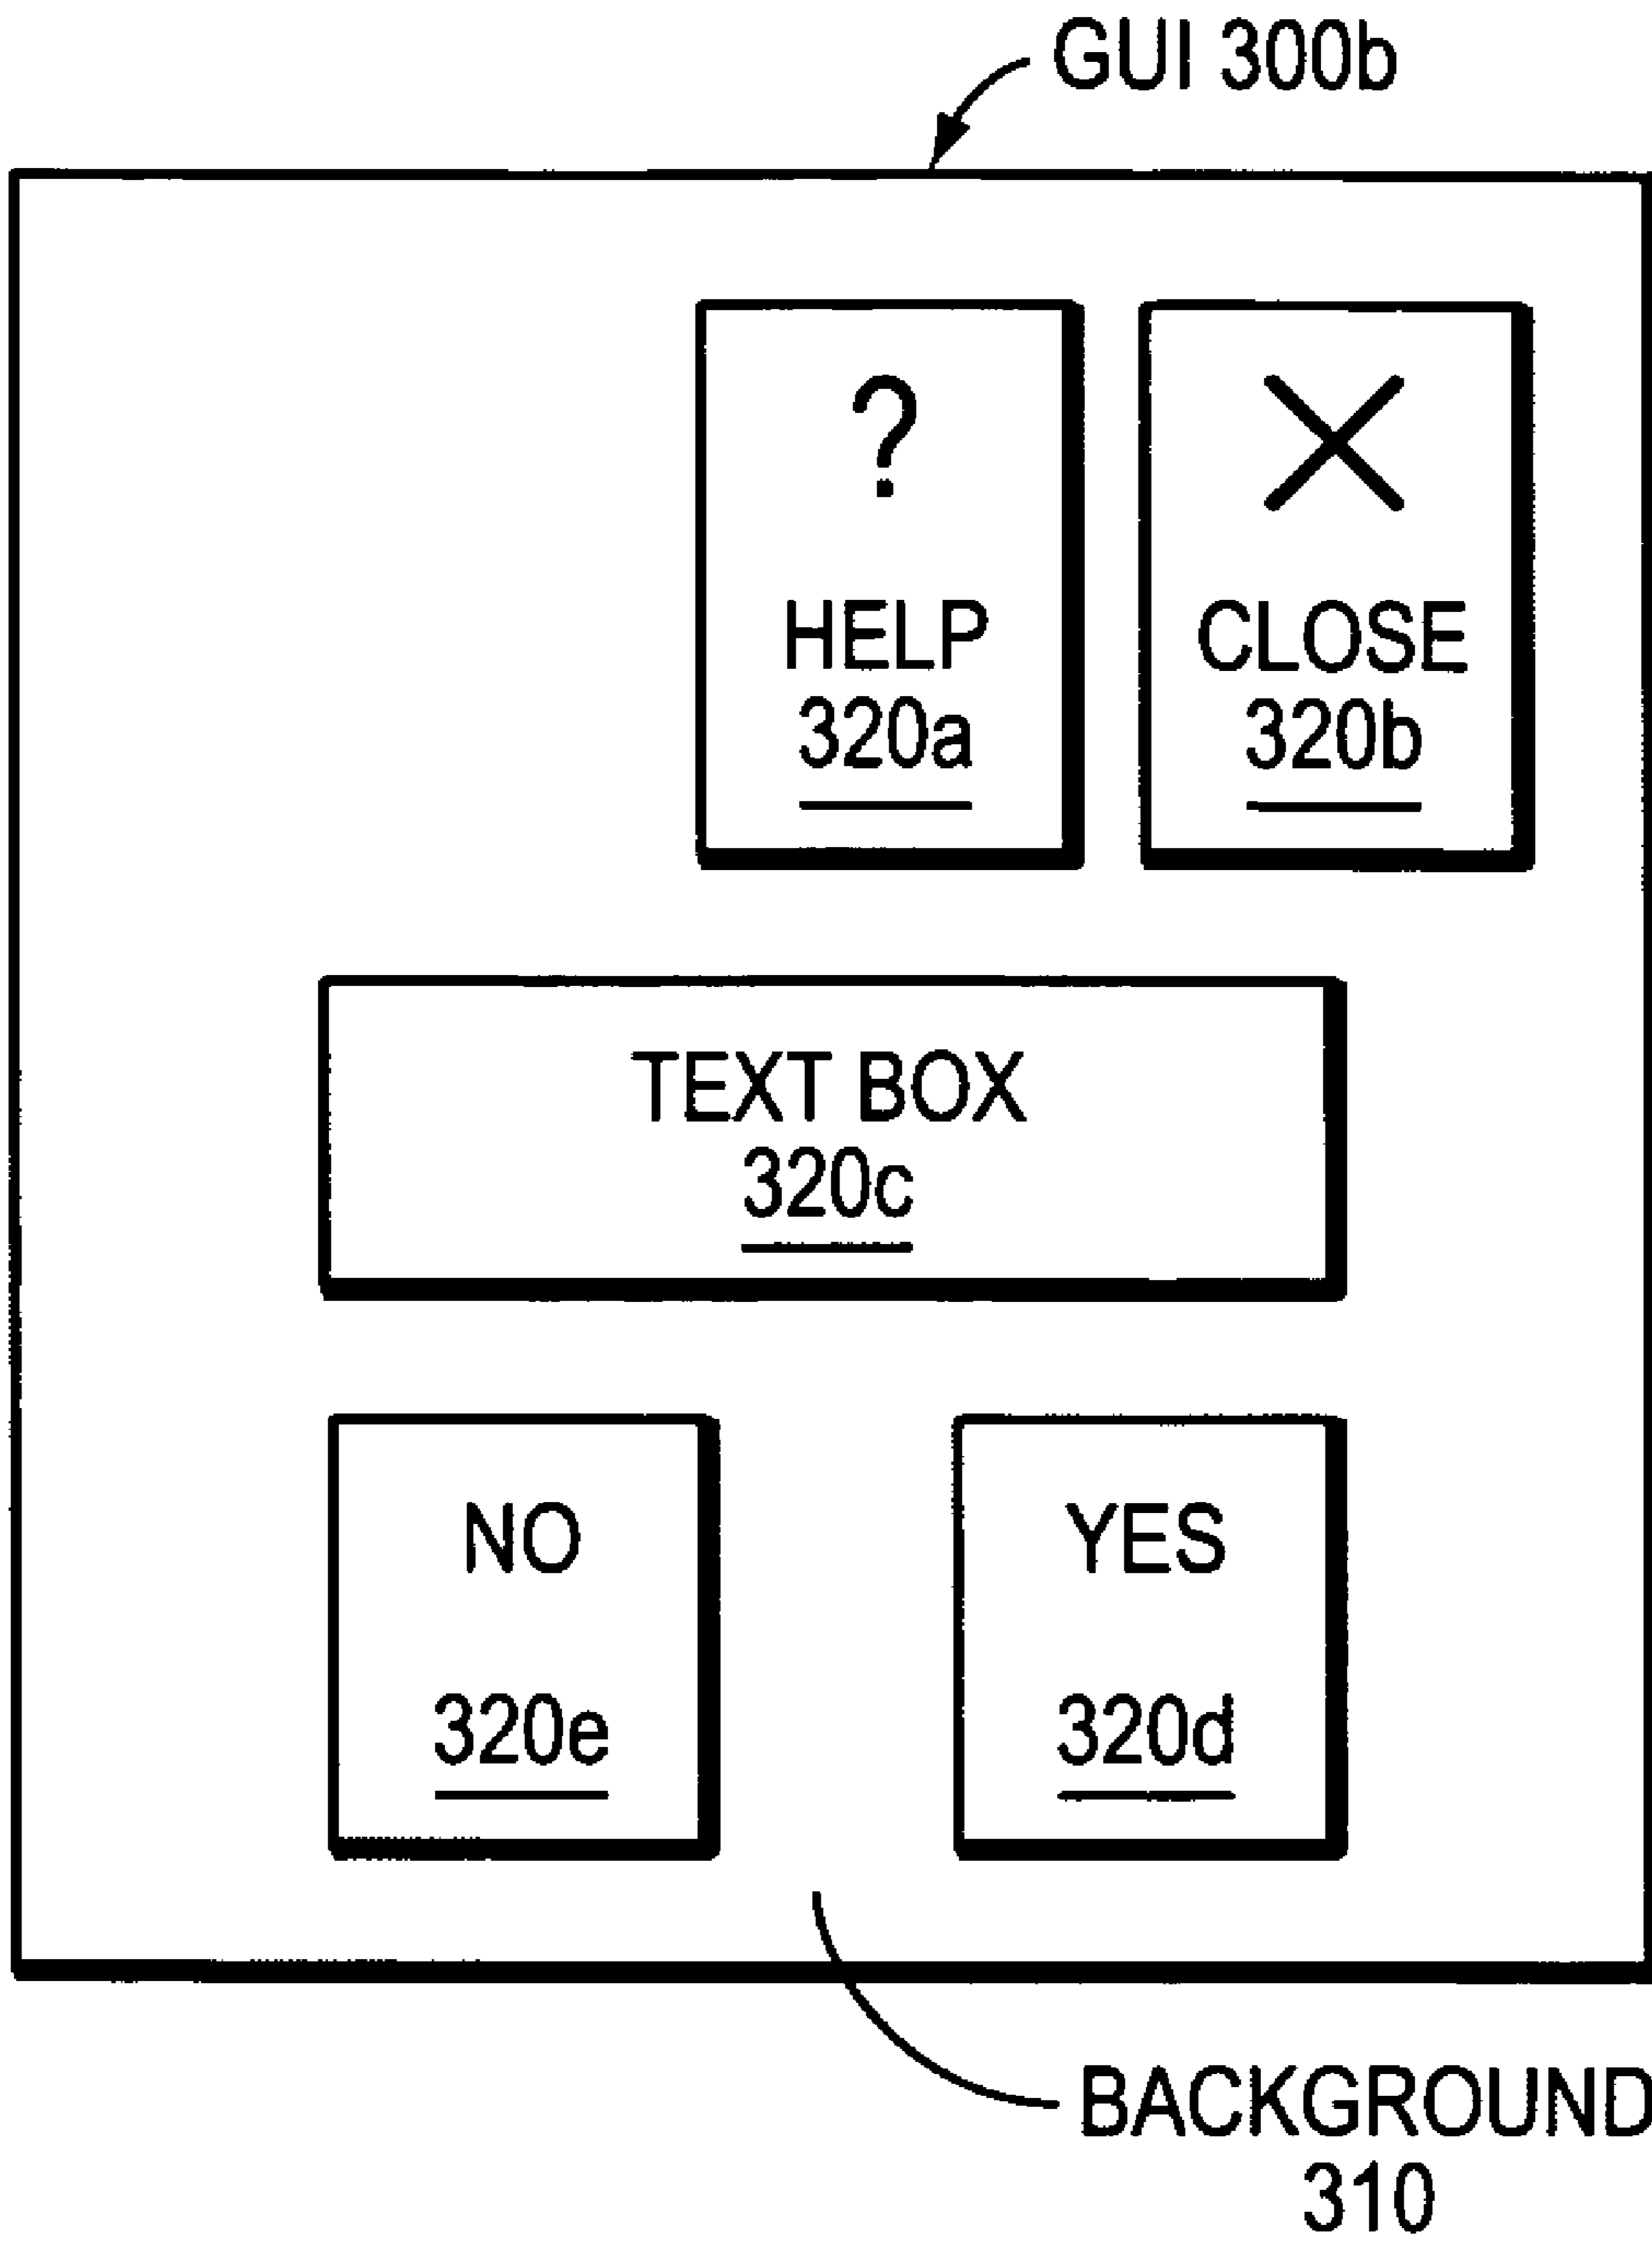 GUI 300b
?
HELP
320a
CLOSE
320b
TEXT BOX
320c
NO
320e
YES
320d
BACKGROUND
310